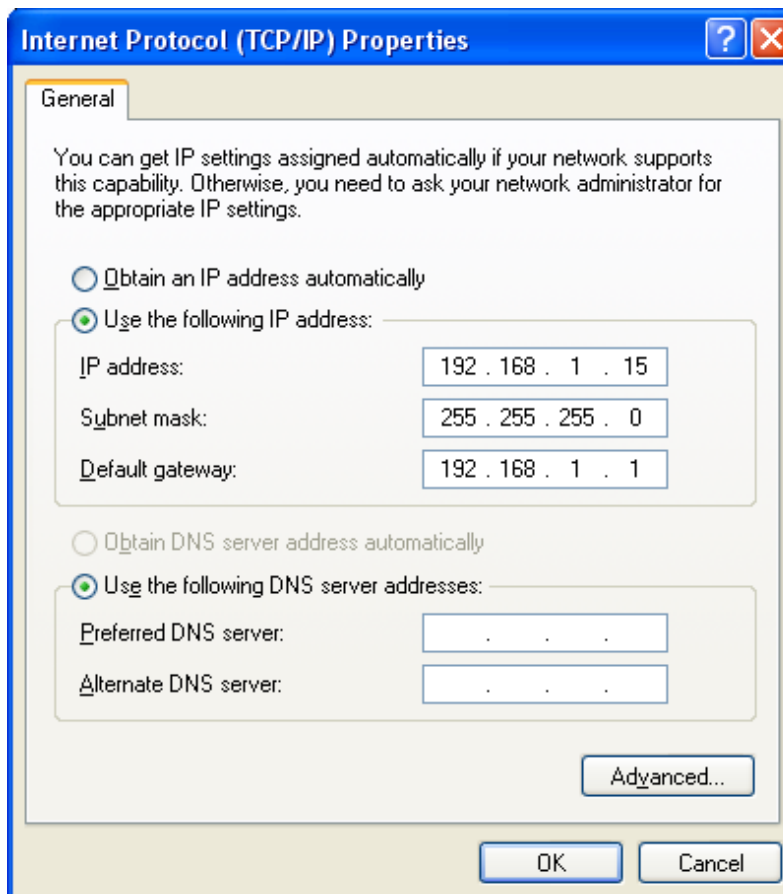 Internet Protocol (TCP/IP) Properties
General
You can get IP settings assigned automatically if your network supports
this capability. Otherwise, you need to ask your network administrator for
the appropriate IP settings.
Obtain an IP address automatically
Use the following IP address:
IP address: 192 . 168 . 1 . 15
Subnet mask: 255 . 255 . 255 . 0
Default gateway: 192 . 168 . 1 . 1
Obtain DNS server address automatically
Use the following DNS server addresses:
Preferred DNS server: . . .
Alternate DNS server: . . .
Advanced...
OK Cancel